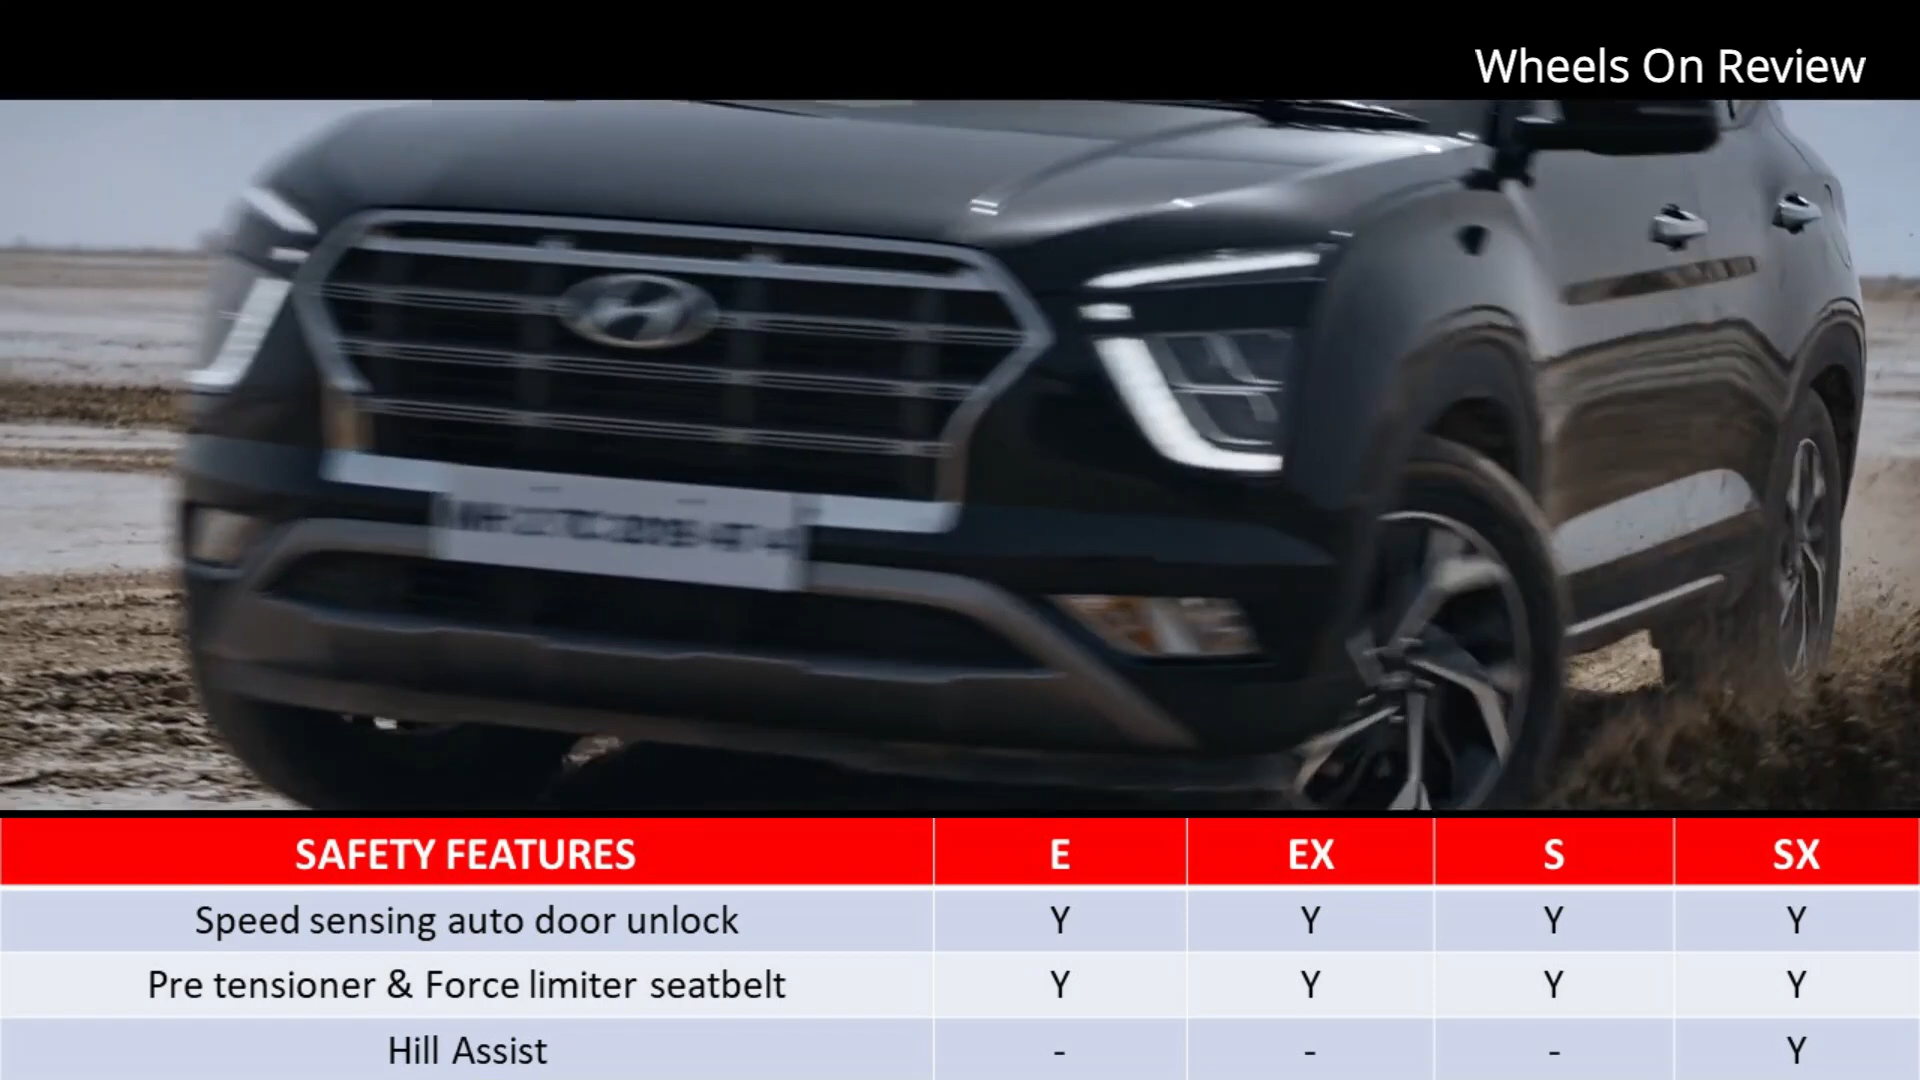 Wheels On Review
SAFETY FEATURES E EX S SX
Speed sensing auto door unlock Y Y Y Y
Pre tensioner & Force limiter seatbelt Y Y Y Y
Hill Assist - - - Y